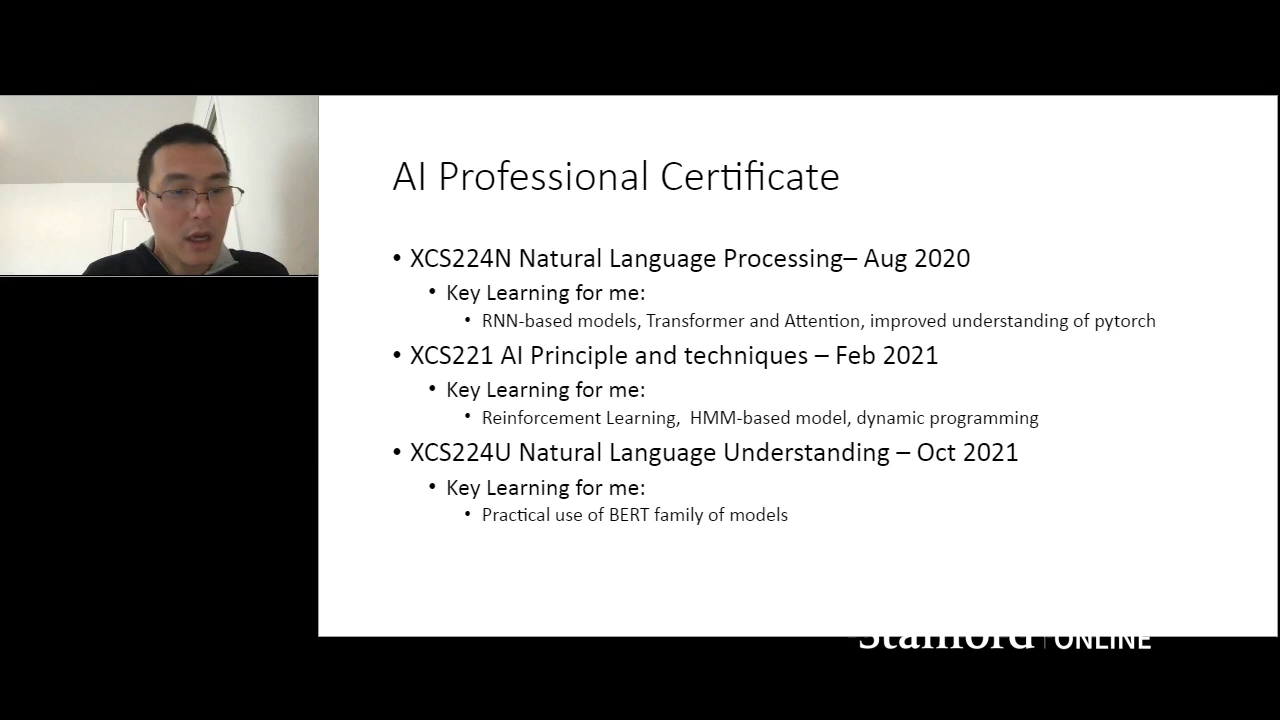 AI Professional Certificate
• XCS224N Natural Language Processing– Aug 2020
• Key Learning for me:
• RNN-based models, Transformer and Attention, improved understanding of pytorch
• XCS221 AI Principle and techniques – Feb 2021
• Key Learning for me:
• Reinforcement Learning,  HMM-based model, dynamic programming
• XCS224U Natural Language Understanding – Oct 2021
• Key Learning for me:
• Practical use of BERT family of models
Stanford | ONLINE